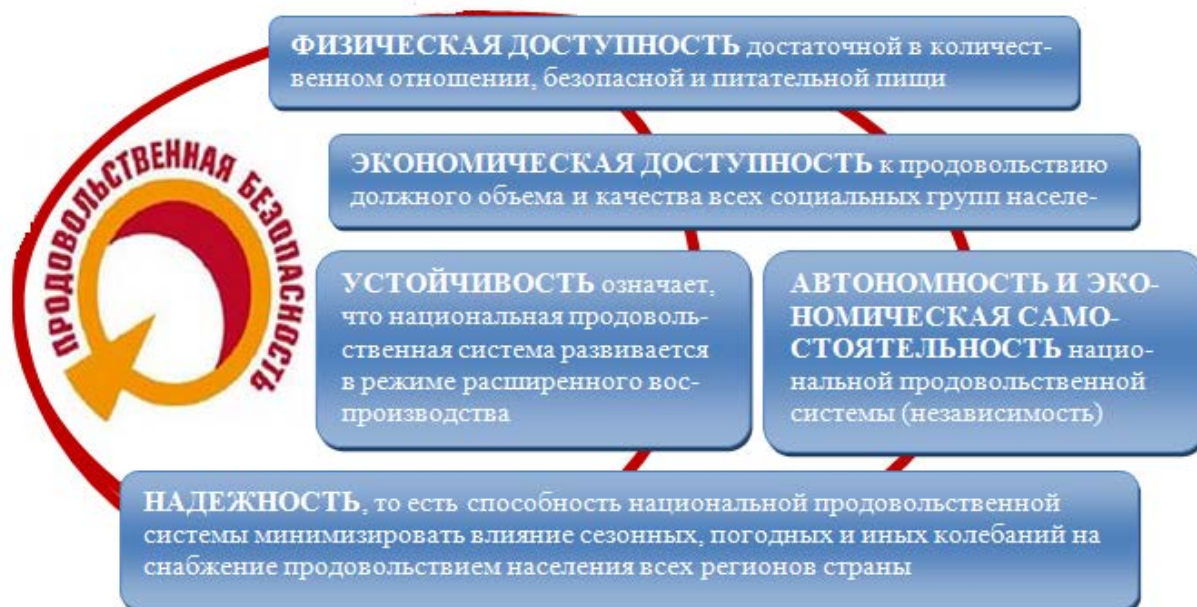 ФИЗИЧЕСКАЯ ДОСТУПНОСТЬ достаточной в количест-
венном отношении, безопасной и питательной пищи
ЭКОНОМИЧЕСКАЯ ДОСТУПНОСТЬ к продовольствию
должного объема и качества всех социальных групп населе-
ПРОДОВОЛЬСТВЕННАЯ БЕЗОПАСНОСТЬ
УСТОЙЧИВОСТЬ означает,
что национальная продоволь-
ственная система развивается
в режиме расширенного вос-
производства
АВТОНОМНОСТЬ И ЭКО-
НОМИЧЕСКАЯ САМО-
СТОЯТЕЛЬНОСТЬ нацио-
нальной продовольственной
системы (независимость)
НАДЕЖНОСТЬ, то есть способность национальной продовольственной
системы минимизировать влияние сезонных, погодных и иных колебаний на
снабжение продовольствием населения всех регионов страны